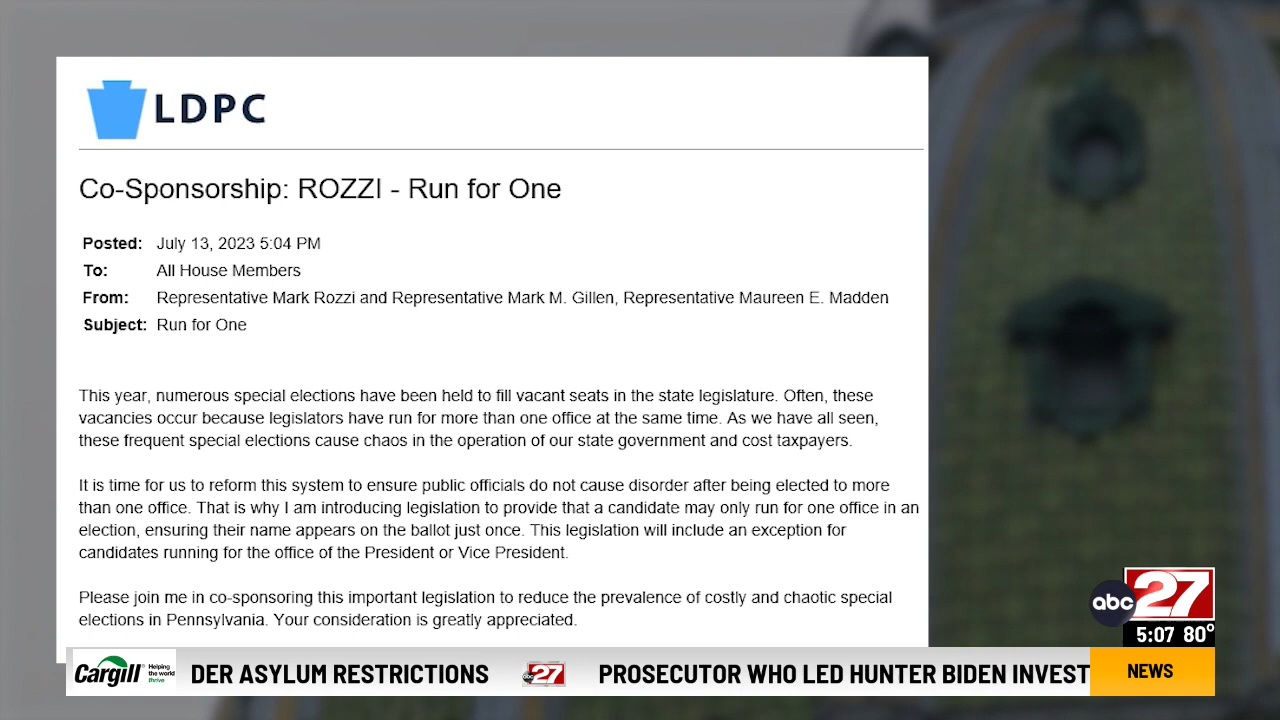 LDPC
Co-Sponsorship: ROZZI - Run for One
Posted: July 13, 2023 5:04 PM
To: All House Members
From: Representative Mark Rozzi and Representative Mark M. Gillen, Representative Maureen E. Madden
Subject: Run for One
This year, numerous special elections have been held to fill vacant seats in the state legislature. Often, these
vacancies occur because legislators have run for more than one office at the same time. As we have all seen,
these frequent special elections cause chaos in the operation of our state government and cost taxpayers.
It is time for us to reform this system to ensure public officials do not cause disorder after being elected to more
than one office. That is why I am introducing legislation to provide that a candidate may only run for one office in an
election, ensuring their name appears on the ballot just once. This legislation will include an exception for
candidates running for the office of the President or Vice President.
Please join me in co-sponsoring this important legislation to reduce the prevalence of costly and chaotic special
elections in Pennsylvania. Your consideration is greatly appreciated.
abc 27
5:07 80°
Cargill® Helping the world thrive DER ASYLUM RESTRICTIONS abc 27 PROSECUTOR WHO LED HUNTER BIDEN INVEST NEWS